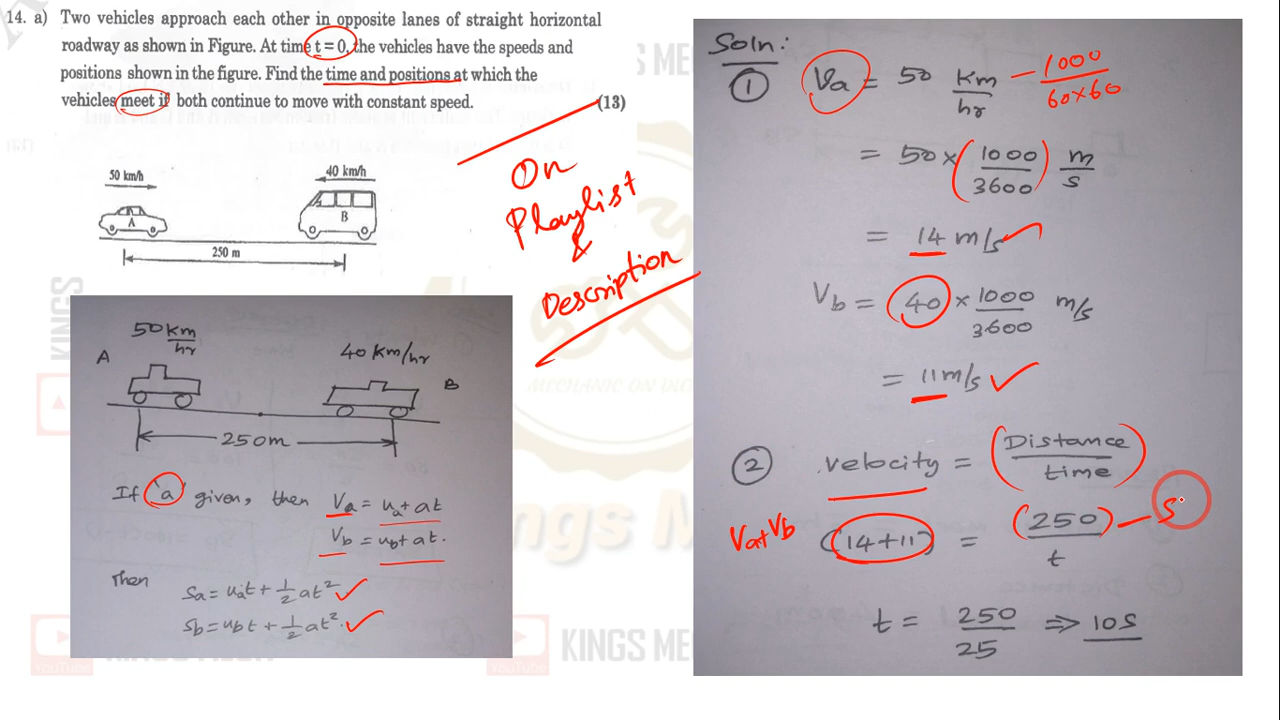 14. a) Two vehicles approach each other in opposite lanes of straight horizontal
roadway as shown in Figure. At time t = 0, the vehicles have the speeds and
positions shown in the figure. Find the time and positions at which the
vehicles meet if both continue to move with constant speed. (13)
50 km/h
40 km/h
A
B
250 m
On
Playlist
&
Description
50 km/hr
A
40 km/hr
B
250m
If 'a' given, then Va = ua + at
Vb = ub + at.
Then
Sa = uat + 1/2 at²
Sb = ubt + 1/2 at².
Soln:
① Va = 50 km/hr – 1000/60×60
= 50 × (1000/3600) m/s
= 14 m/s
Vb = 40 × 1000/3600 m/s
= 11 m/s
② velocity = (Distance/time)
Va+Vb (14+11) = (250)/t – S
t = 250/25 ⇒ 10s
KINGS
YouTube
KINGS ME